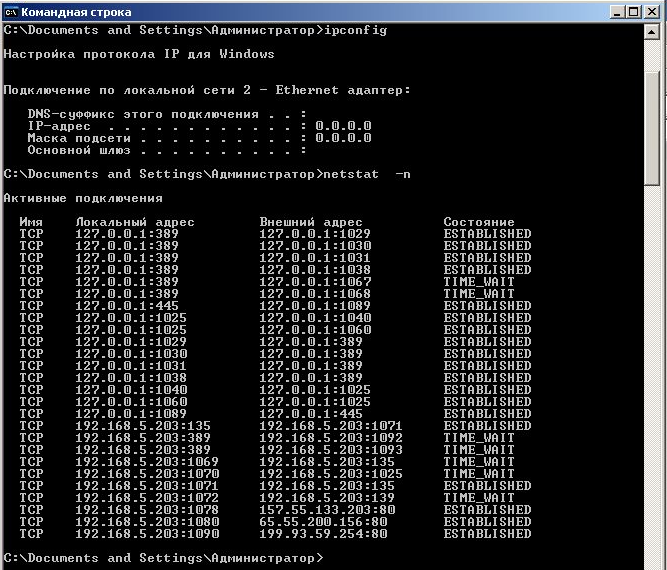 Командная строка
C:\Documents and Settings\Администратор>ipconfig
Настройка протокола IP для Windows
Подключение по локальной сети 2 - Ethernet адаптер:
DNS-суффикс этого подключения . . :
IP-адрес . . . . . . . . . . . . : 0.0.0.0
Маска подсети . . . . . . . . . . : 0.0.0.0
Основной шлюз . . . . . . . . . . :
C:\Documents and Settings\Администратор>netstat -n
Активные подключения
Имя Локальный адрес Внешний адрес Состояние
TCP 127.0.0.1:389 127.0.0.1:1029 ESTABLISHED
TCP 127.0.0.1:389 127.0.0.1:1030 ESTABLISHED
TCP 127.0.0.1:389 127.0.0.1:1031 ESTABLISHED
TCP 127.0.0.1:389 127.0.0.1:1038 ESTABLISHED
TCP 127.0.0.1:389 127.0.0.1:1067 TIME_WAIT
TCP 127.0.0.1:389 127.0.0.1:1068 TIME_WAIT
TCP 127.0.0.1:445 127.0.0.1:1089 ESTABLISHED
TCP 127.0.0.1:1025 127.0.0.1:1040 ESTABLISHED
TCP 127.0.0.1:1025 127.0.0.1:1060 ESTABLISHED
TCP 127.0.0.1:1029 127.0.0.1:389 ESTABLISHED
TCP 127.0.0.1:1030 127.0.0.1:389 ESTABLISHED
TCP 127.0.0.1:1031 127.0.0.1:389 ESTABLISHED
TCP 127.0.0.1:1038 127.0.0.1:389 ESTABLISHED
TCP 127.0.0.1:1040 127.0.0.1:1025 ESTABLISHED
TCP 127.0.0.1:1060 127.0.0.1:1025 ESTABLISHED
TCP 127.0.0.1:1089 127.0.0.1:445 ESTABLISHED
TCP 192.168.5.203:135 192.168.5.203:1071 ESTABLISHED
TCP 192.168.5.203:389 192.168.5.203:1092 TIME_WAIT
TCP 192.168.5.203:389 192.168.5.203:1093 TIME_WAIT
TCP 192.168.5.203:1069 192.168.5.203:135 TIME_WAIT
TCP 192.168.5.203:1070 192.168.5.203:1025 TIME_WAIT
TCP 192.168.5.203:1071 192.168.5.203:135 ESTABLISHED
TCP 192.168.5.203:1072 192.168.5.203:139 TIME_WAIT
TCP 192.168.5.203:1078 157.55.133.203:80 ESTABLISHED
TCP 192.168.5.203:1080 65.55.200.156:80 ESTABLISHED
TCP 192.168.5.203:1090 199.93.59.254:80 ESTABLISHED
C:\Documents and Settings\Администратор>